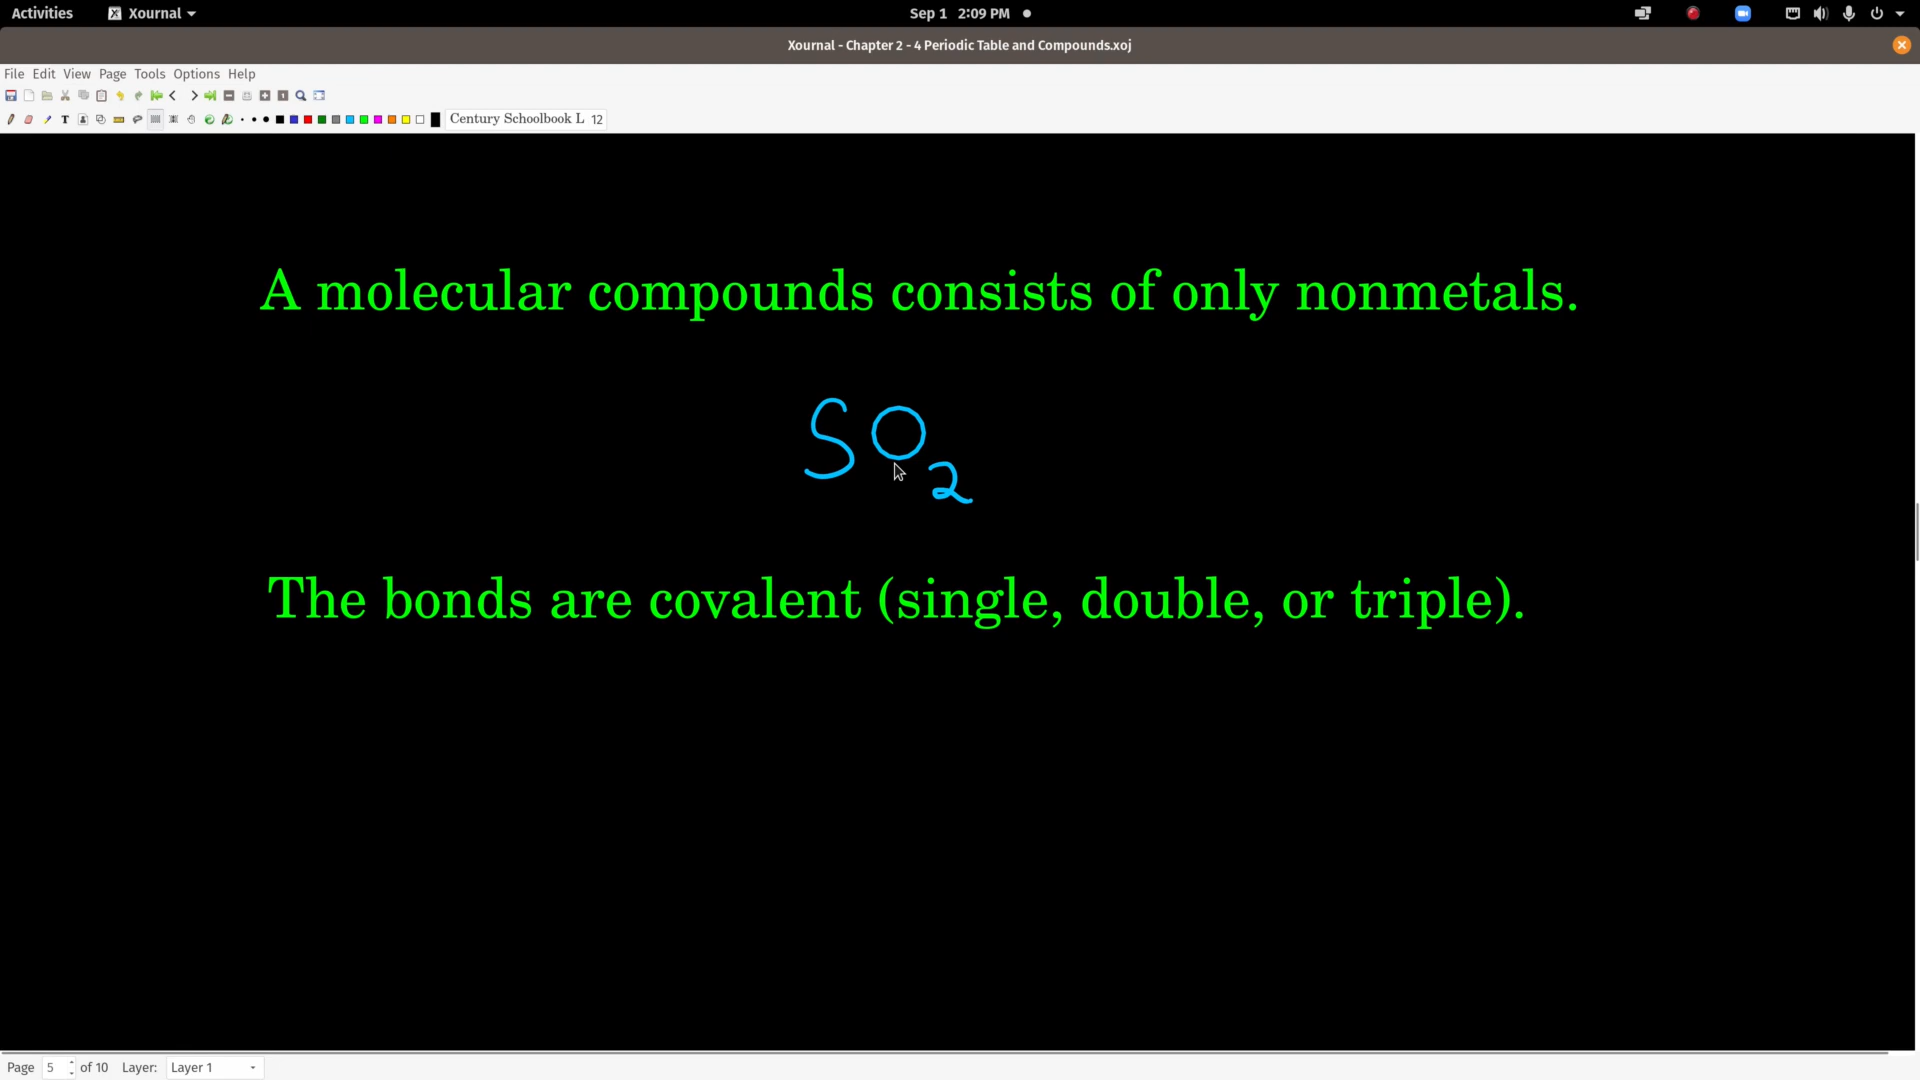 Activities Xournal Sep 1 2:09 PM
Xournal - Chapter 2 - 4 Periodic Table and Compounds.xoj
File Edit View Page Tools Options Help
T Century Schoolbook L 12
A molecular compounds consists of only nonmetals.
SO₂
The bonds are covalent (single, double, or triple).
Page 5 of 10 Layer: Layer 1